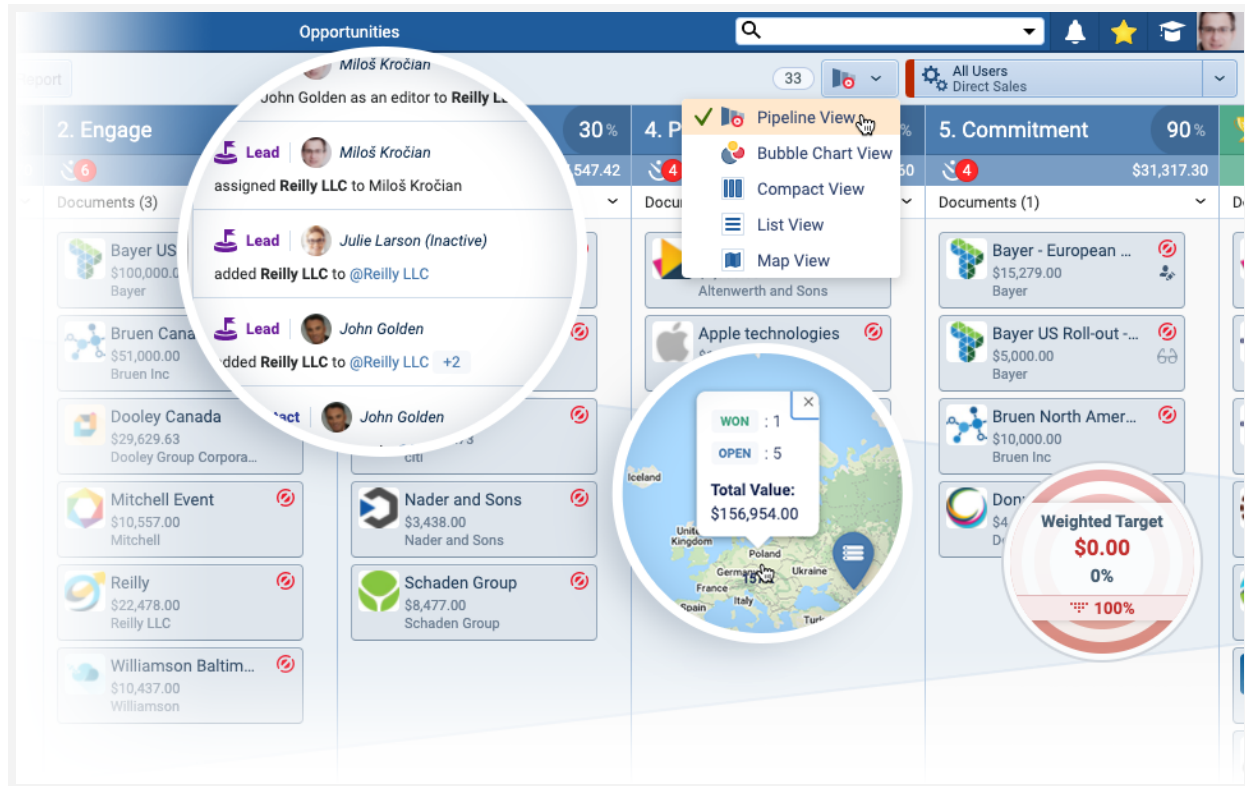 Opportunities
33
All Users
Direct Sales
Pipeline View
Bubble Chart View
Compact View
List View
Map View
Miloš Kročian
John Golden as an editor to Reilly
Lead
Miloš Kročian
assigned Reilly LLC to Miloš Kročian
Lead
Julie Larson (Inactive)
added Reilly LLC to @Reilly LLC
Lead
John Golden
added Reilly LLC to @Reilly LLC +2
John Golden
2. Engage
6
Documents (3)
Bayer US
Bayer
Bruen
$51,000.00
Bruen Inc
Dooley Canada
$29,629.63
Dooley Group Corpora...
Mitchell Event
$10,557.00
Mitchell
Reilly
$22,478.00
Reilly LLC
Williamson Baltim...
$10,437.00
Williamson
30%
547.42
citi
Nader and Sons
$3,438.00
Nader and Sons
Schaden Group
$8,477.00
Schaden Group
4. P
%
4
60
Altenwerth and Sons
Apple technologies
WON : 1
OPEN : 5
Total Value:
$156,954.00
Iceland
Kingdom
Poland
Ukraine
France
Italy
5. Commitment
90%
4
$31,317.30
Documents (1)
Bayer - European ...
$15,279.00
Bayer
Bayer US Roll-out -...
$5,000.00
Bayer
Bruen North Amer...
$10,000.00
Bruen Inc
Weighted Target
$0.00
0%
100%